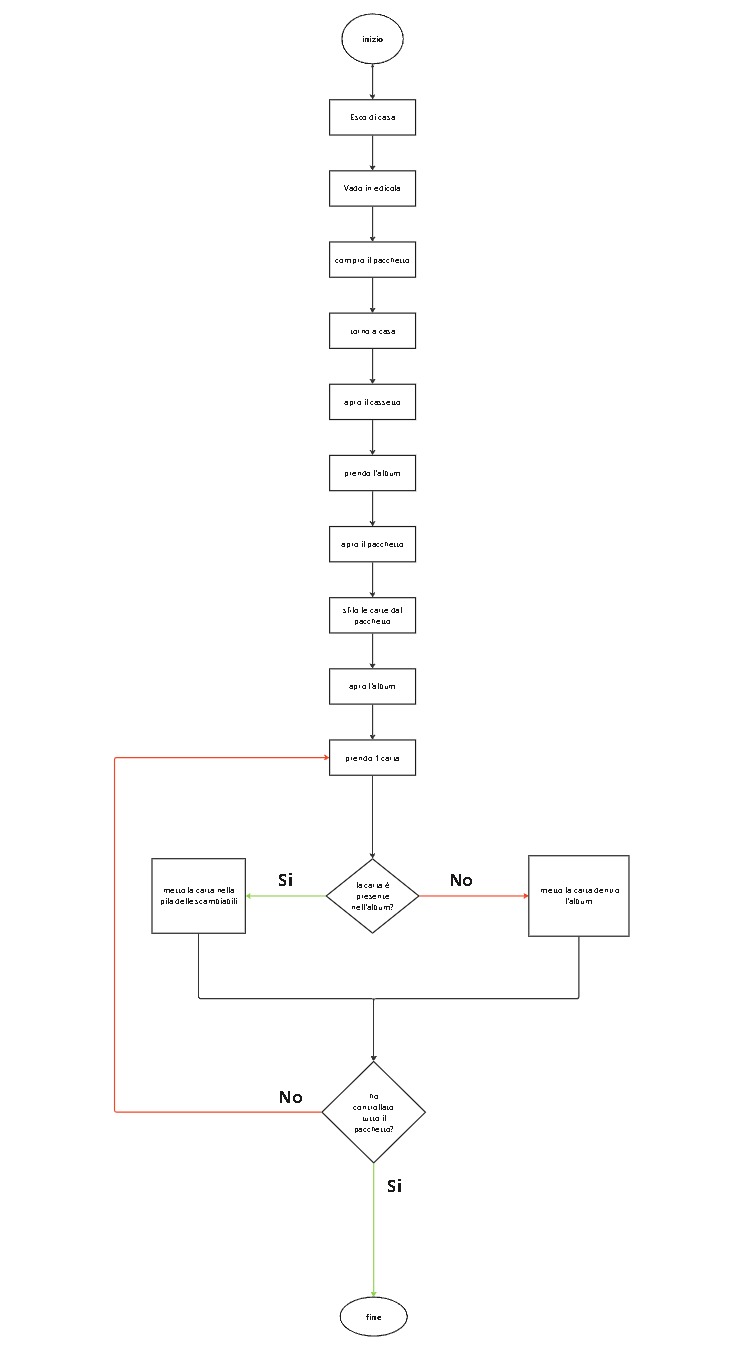 inizio
Esco di casa
Vado in edicola
compro il pacchetto
torno a casa
apro il cassetto
prendo l'album
apro il pacchetto
sfilo le carte dal
pacchetto
apro l'album
prendo 1 carta
metto la carta nella
pila delle scambiabili
Si
la carta è
presente
nell'album?
No
metto la carta dentro
l'album
No
ho
controllato
tutto il
pacchetto?
Si
fine